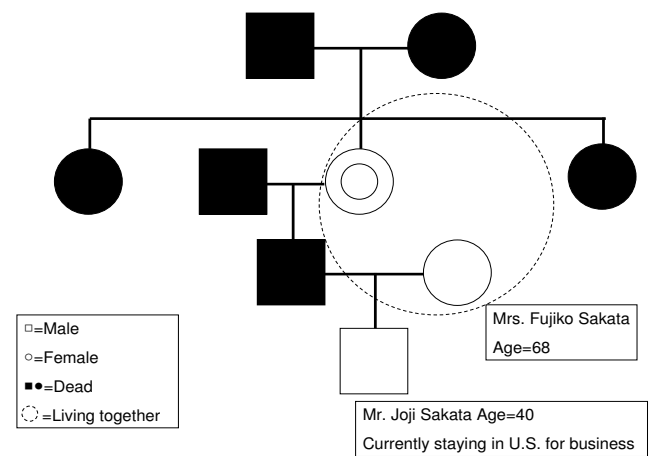 Mrs. Fujiko Sakata
Age=68
□=Male
○=Female
■●=Dead
◌=Living together
Mr. Joji Sakata Age=40
Currently staying in U.S. for business